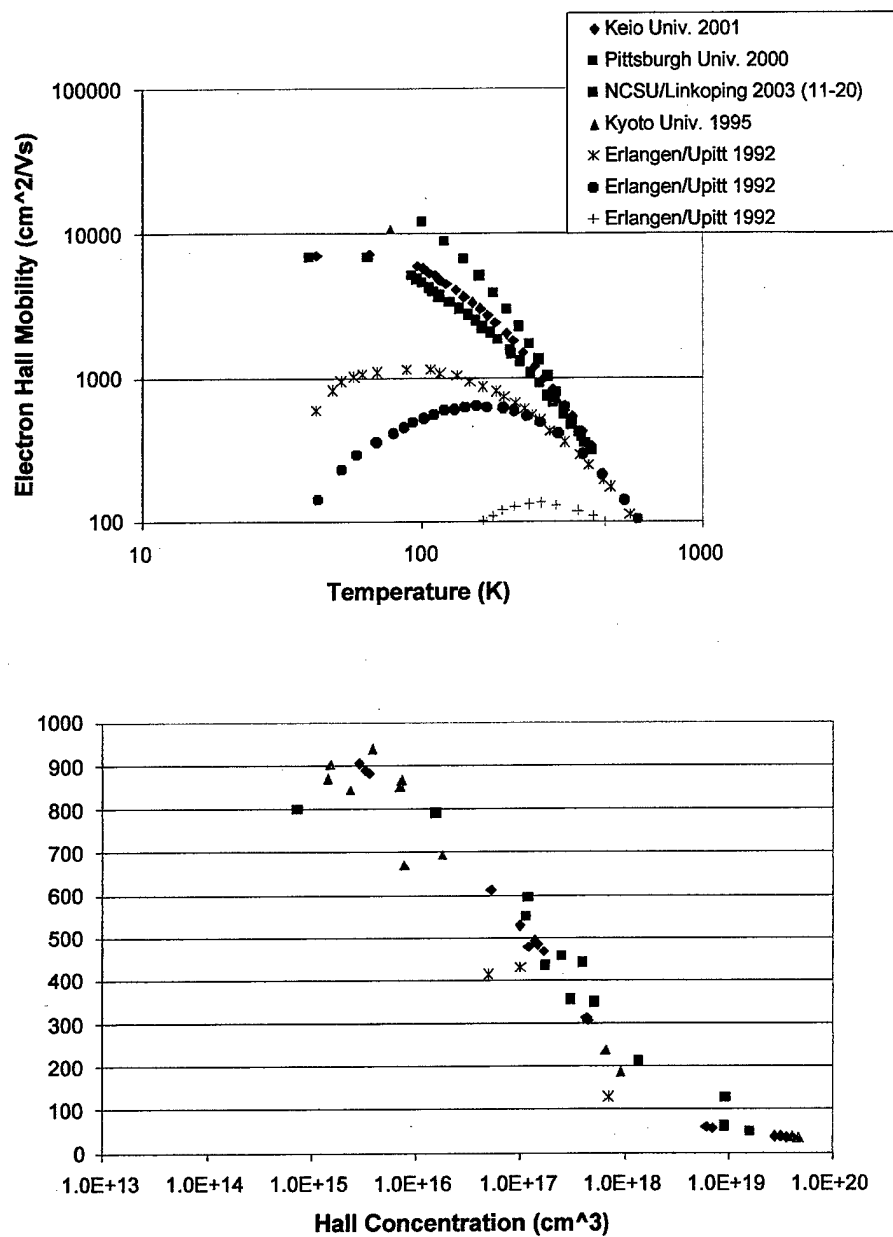 Keio Univ. 2001
Pittsburgh Univ. 2000
NCSU/Linkoping 2003 (11-20)
Kyoto Univ. 1995
Erlangen/Upitt 1992
Erlangen/Upitt 1992
Erlangen/Upitt 1992
100000
10000
1000
100
Electron Hall Mobility (cm^2/Vs)
10
100
1000
Temperature (K)
1000
900
800
700
600
500
400
300
200
100
0
1.0E+13
1.0E+14
1.0E+15
1.0E+16
1.0E+17
1.0E+18
1.0E+19
1.0E+20
Hall Concentration (cm^3)